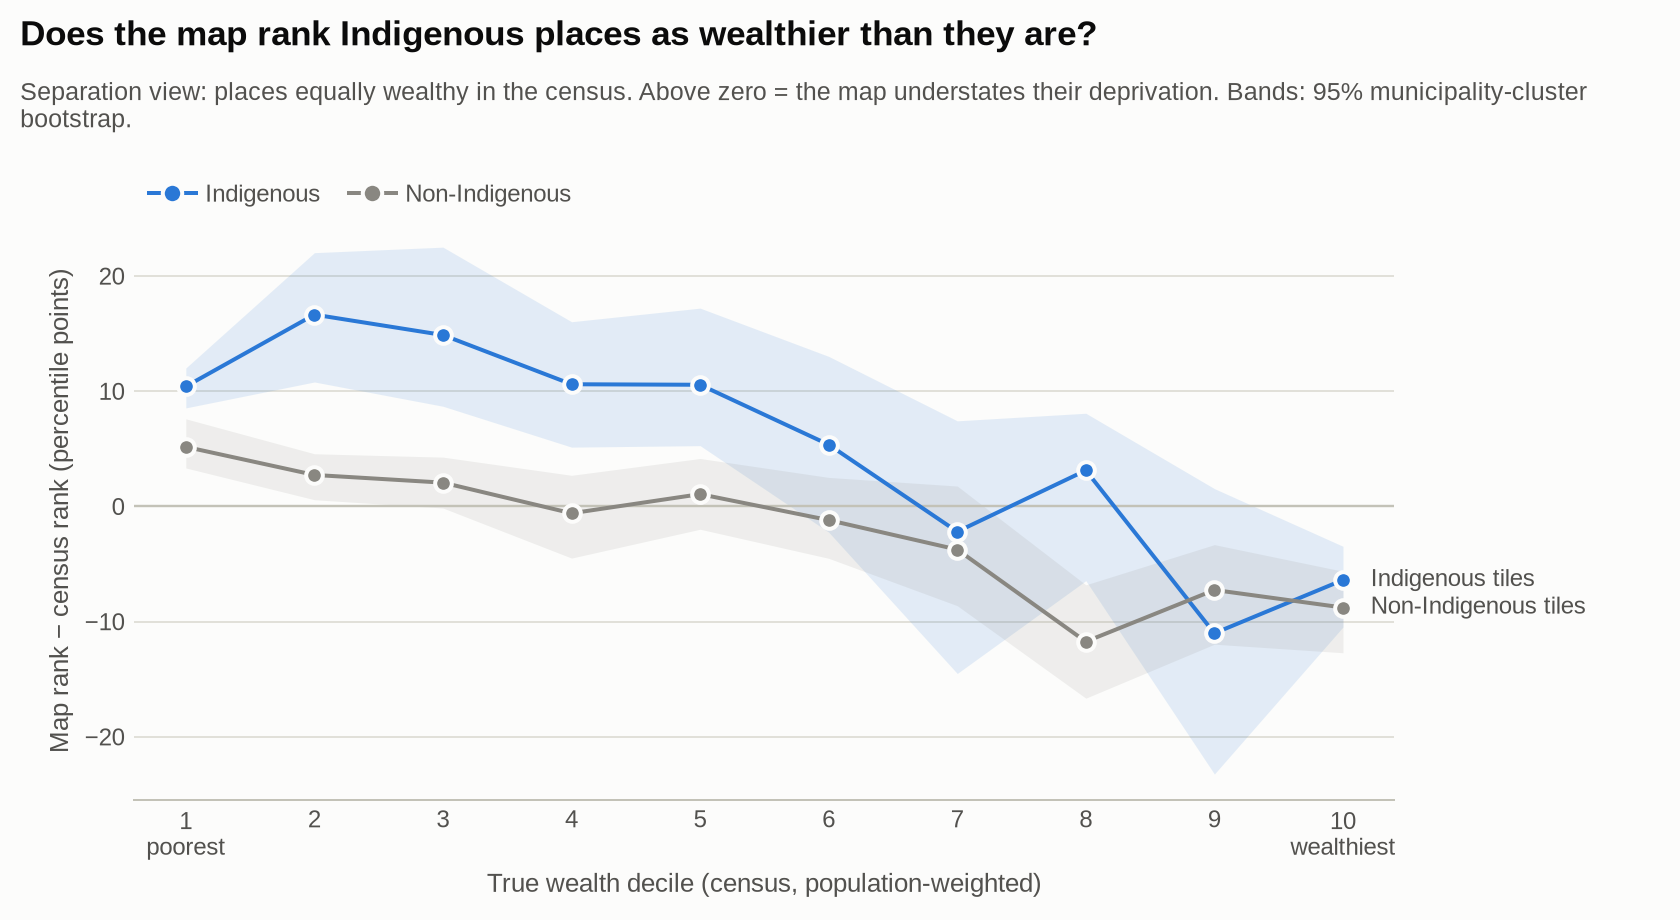 Does the map rank Indigenous places as wealthier than they are?
Separation view: places equally wealthy in the census. Above zero = the map understates their deprivation. Bands: 95% municipality-cluster
bootstrap.
Indigenous
Non-Indigenous
Map rank − census rank (percentile points)
20
10
0
−10
−20
Indigenous tiles
Non-Indigenous tiles
1 2 3 4 5 6 7 8 9 10
poorest wealthiest
True wealth decile (census, population-weighted)